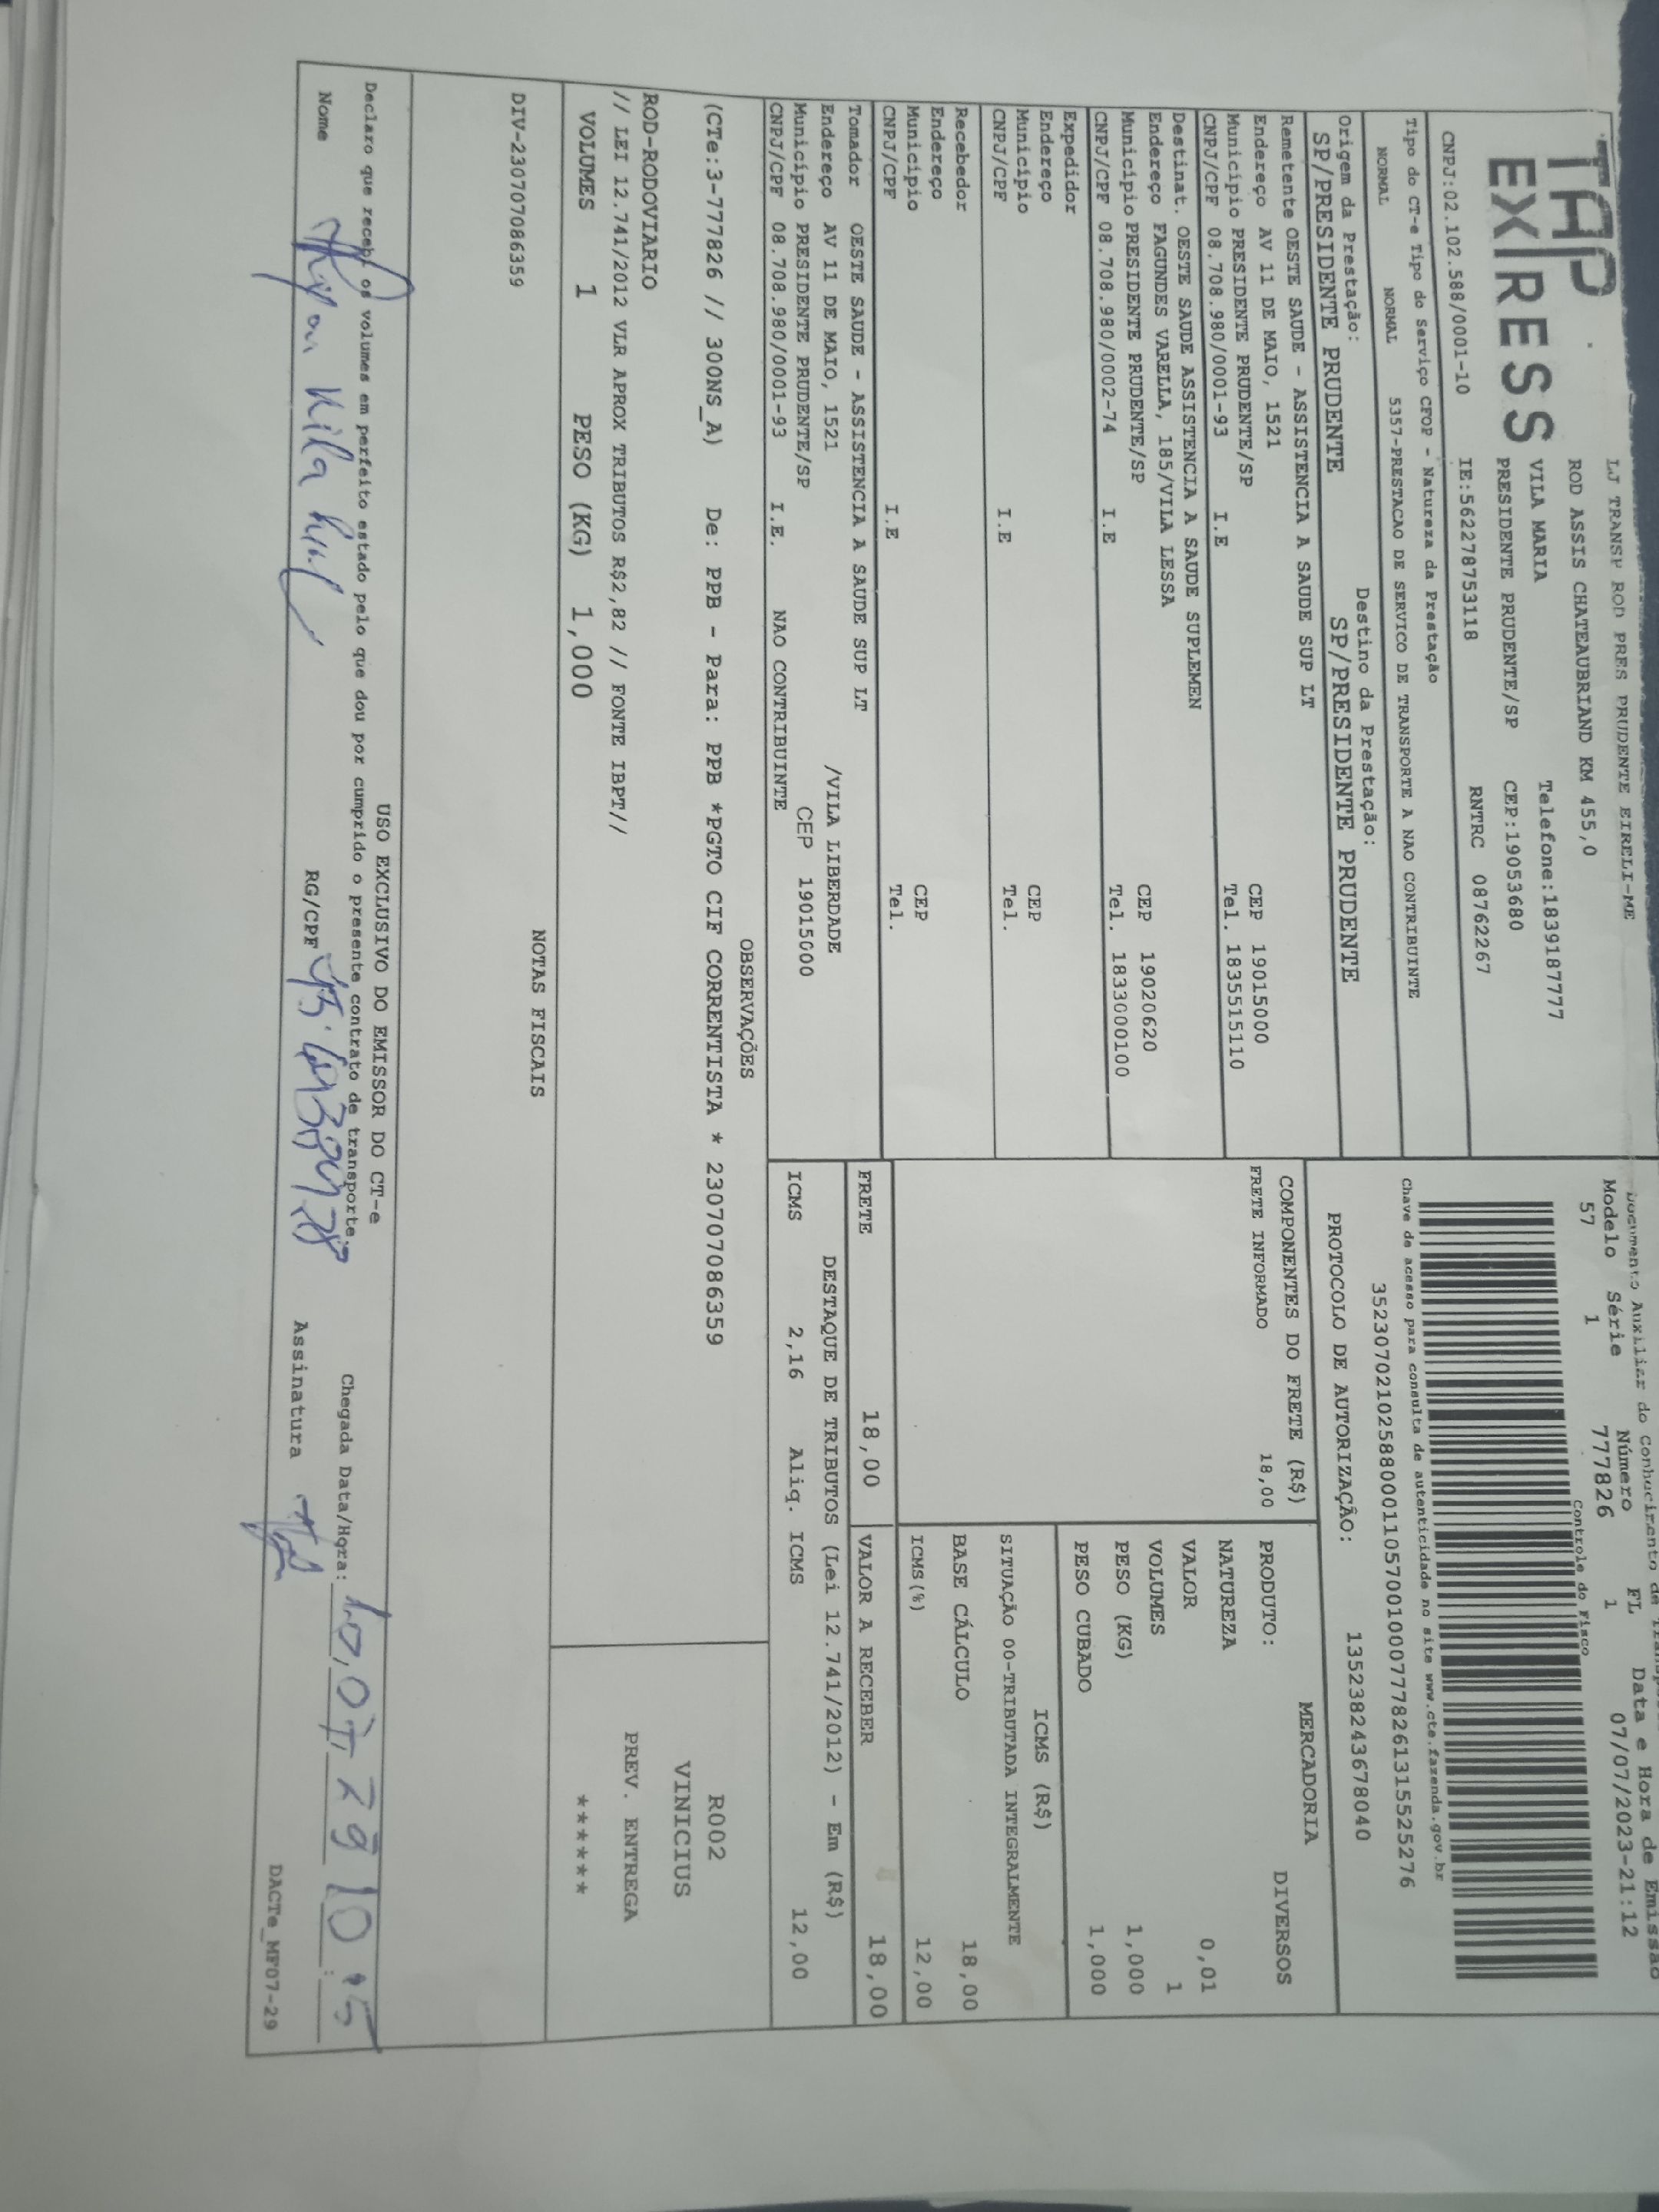 TAP
EXPRESS
LJ TRANSP ROD PRES PRUDENTE EIRELI-ME
ROD ASSIS CHATEAUBRIAND KM 455,0
VILA MARIA Telefone:1839187777
PRESIDENTE PRUDENTE/SP CEP:19053680
CNPJ:02.102.588/0001-10 IE:562278753118 RNTRC 08762267
Tipo do CT-e Tipo do Serviço CFOP - Natureza da Prestação
NORMAL NORMAL 5357-PRESTACAO DE SERVICO DE TRANSPORTE A NAO CONTRIBUINTE
Origem da Prestação: Destino da Prestação:
SP/PRESIDENTE PRUDENTE SP/PRESIDENTE PRUDENTE
Remetente OESTE SAUDE - ASSISTENCIA A SAUDE SUP LT
Endereço AV 11 DE MAIO, 1521 CEP 19015000
Município PRESIDENTE PRUDENTE/SP Tel. 1835515110
CNPJ/CPF 08.708.980/0001-93 I.E
Destinat. OESTE SAUDE ASSISTENCIA A SAUDE SUPLEMEN
Endereço FAGUNDES VARELLA, 185/VILA LESSA CEP 19020620
Município PRESIDENTE PRUDENTE/SP Tel. 1833000100
CNPJ/CPF 08.708.980/0002-74 I.E
Expedidor
Endereço CEP
Município Tel.
CNPJ/CPF I.E
Recebedor
Endereço CEP
Município Tel.
CNPJ/CPF I.E
Tomador OESTE SAUDE - ASSISTENCIA A SAUDE SUP LT
Endereço AV 11 DE MAIO, 1521 /VILA LIBERDADE
Município PRESIDENTE PRUDENTE/SP CEP 19015000
CNPJ/CPF 08.708.980/0001-93 I.E. NAO CONTRIBUINTE
Documento Auxiliar do Conhecimento de
Modelo Série Número FL Data e Hora de Emissão
57 1 777826 1 07/07/2023-21:12
Controle do Fisco
Chave de acesso para consulta de autenticidade no site www.cte.fazenda.gov.br
35230702102588000110570010007778261315525276
PROTOCOLO DE AUTORIZAÇÃO: 135238243678040
COMPONENTES DO FRETE (R$)
FRETE INFORMADO 18,00
MERCADORIA
PRODUTO: DIVERSOS
NATUREZA
VALOR 0,01
VOLUMES 1
PESO (KG) 1,000
PESO CUBADO 1,000
ICMS (R$)
SITUAÇÃO 00-TRIBUTADA INTEGRALMENTE
BASE CÁLCULO 18,00
ICMS(%) 12,00
FRETE 18,00 VALOR A RECEBER 18,00
DESTAQUE DE TRIBUTOS (Lei 12.741/2012) - Em (R$)
ICMS 2,16 Aliq. ICMS 12,00
OBSERVAÇÕES
(CTe:3-777826 // 300NS_A) De: PPB - Para: PPB *PGTO CIF CORRENTISTA * 230707086359
ROD-RODOVIARIO
// LEI 12.741/2012 VLR APROX TRIBUTOS R$2,82 // FONTE IBPT//
R002
VINICIUS
VOLUMES 1 PESO (KG) 1,000
PREV. ENTREGA
******
NOTAS FISCAIS
DIV-230707086359
USO EXCLUSIVO DO EMISSOR DO CT-e
Declaro que recebi os volumes em perfeito estado pelo que dou por cumprido o presente contrato de transporte.
Chegada Data/Hora:
Nome RG/CPF Assinatura
DACTe_MF07-29